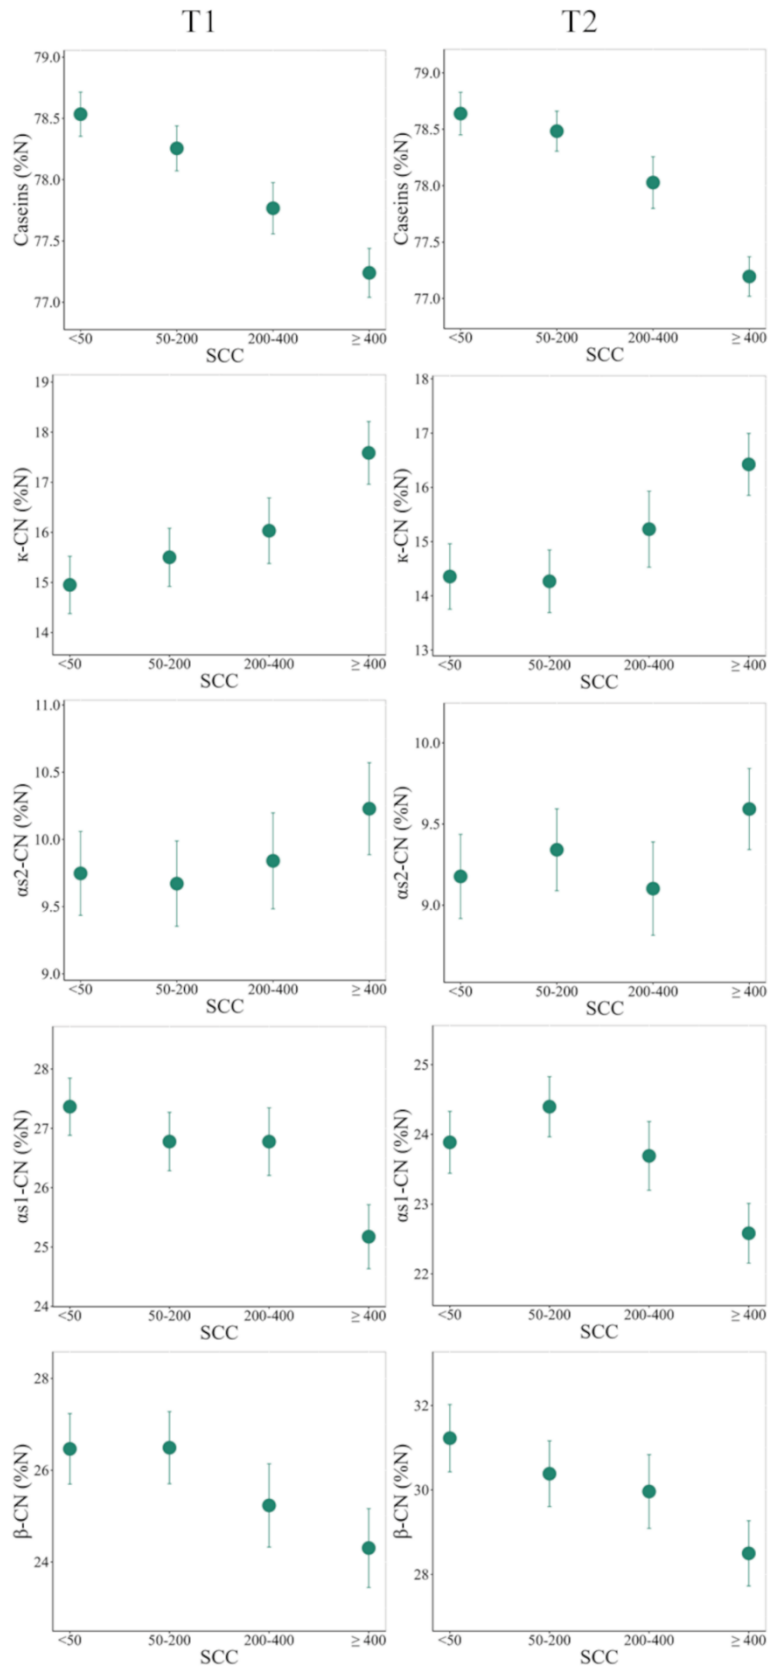 T1 T2
Caseins (%N)
79.0
78.5
78.0
77.5
77.0
<50 50-200 200-400 ≥ 400
SCC
Caseins (%N)
79.0
78.5
78.0
77.5
77.0
<50 50-200 200-400 ≥ 400
SCC
κ-CN (%N)
19
18
17
16
15
14
<50 50-200 200-400 ≥ 400
SCC
κ-CN (%N)
18
17
16
15
14
13
<50 50-200 200-400 ≥ 400
SCC
αs2-CN (%N)
11.0
10.5
10.0
9.5
9.0
<50 50-200 200-400 ≥ 400
SCC
αs2-CN (%N)
10.0
9.5
9.0
<50 50-200 200-400 ≥ 400
SCC
αs1-CN (%N)
28
27
26
25
24
<50 50-200 200-400 ≥ 400
SCC
αs1-CN (%N)
25
24
23
22
<50 50-200 200-400 ≥ 400
SCC
β-CN (%N)
28
26
24
<50 50-200 200-400 ≥ 400
SCC
β-CN (%N)
32
30
28
<50 50-200 200-400 ≥ 400
SCC